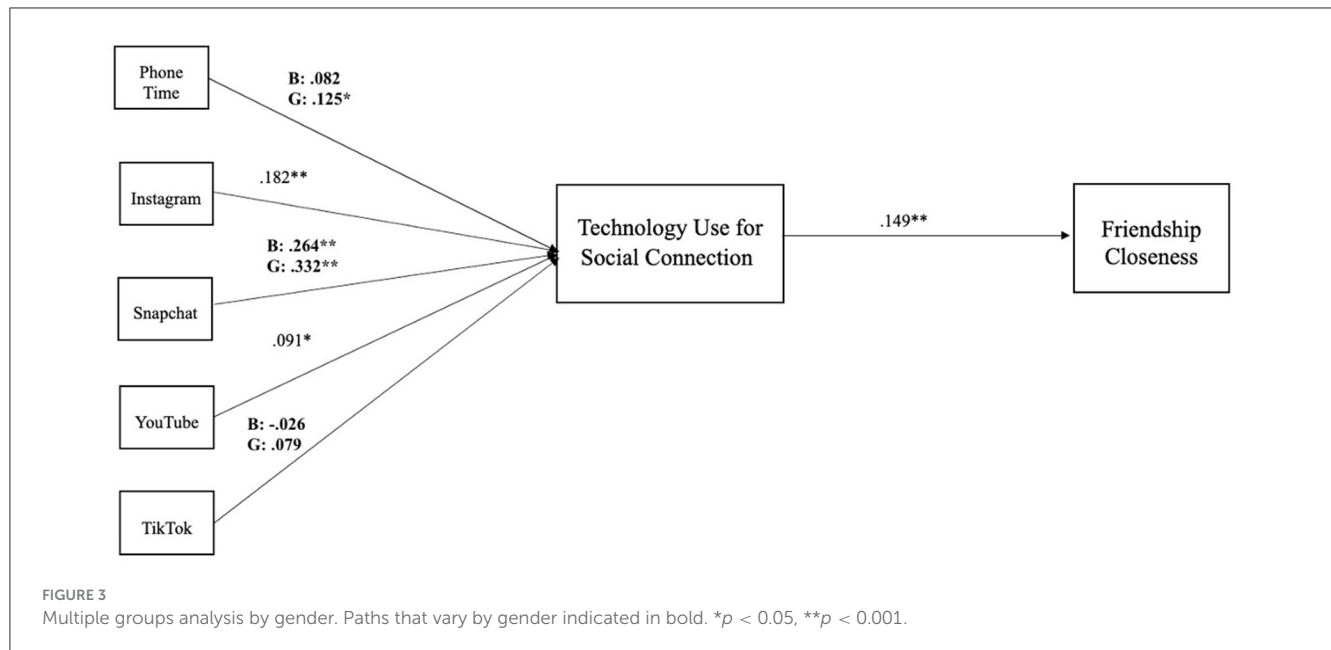 Phone
Time
B: .082
G: .125*
Instagram
.182**
Snapchat
B: .264**
G: .332**
YouTube
.091*
TikTok
B: -.026
G: .079
Technology Use for
Social Connection
.149**
Friendship
Closeness
FIGURE 3
Multiple groups analysis by gender. Paths that vary by gender indicated in bold. *p < 0.05, **p < 0.001.